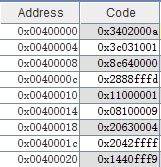 Address Code
0x00400000 0x3402000a
0x00400004 0x3c031001
0x00400008 0x8c640000
0x0040000c 0x2888fffd
0x00400010 0x11000001
0x00400014 0x08100009
0x00400018 0x20630004
0x0040001c 0x2042ffff
0x00400020 0x1440fff9